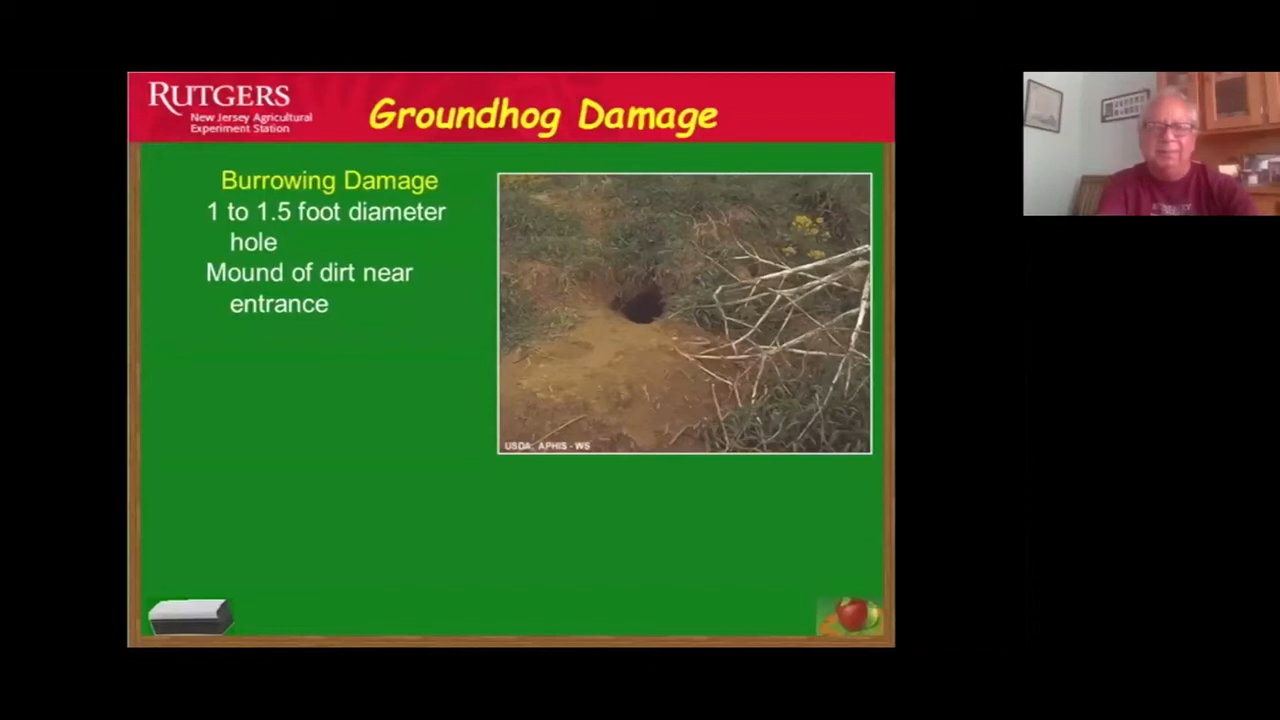 RUTGERS
New Jersey Agricultural
Experiment Station
Groundhog Damage
Burrowing Damage
1 to 1.5 foot diameter
hole
Mound of dirt near
entrance
USDA, APHIS - WS